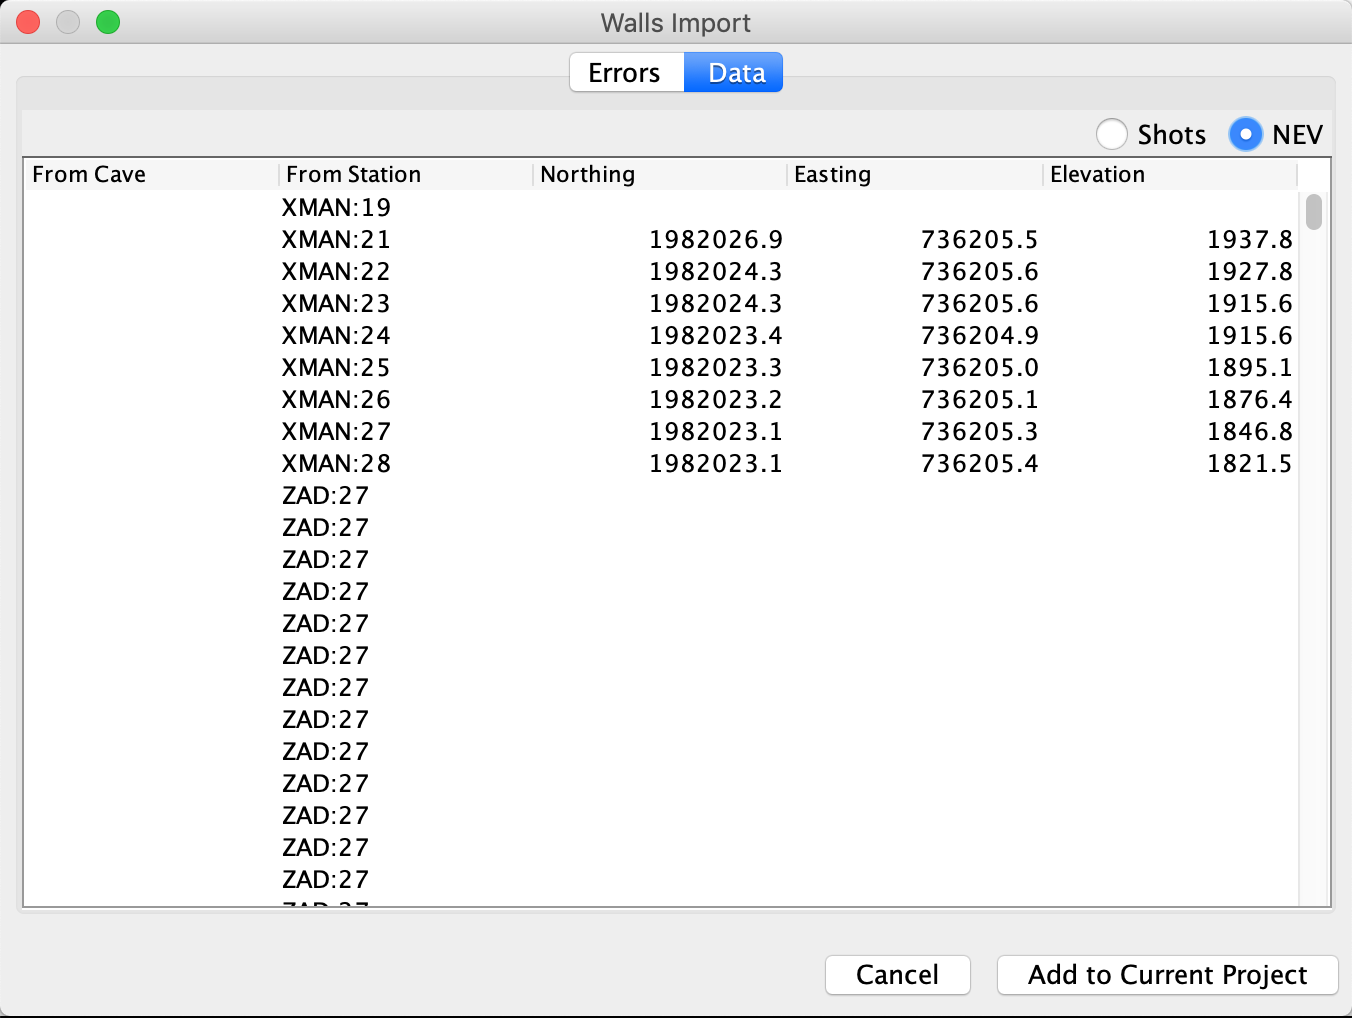 Walls Import
Errors Data
Shots NEV
From Cave From Station Northing Easting Elevation
XMAN:19
XMAN:21 1982026.9 736205.5 1937.8
XMAN:22 1982024.3 736205.6 1927.8
XMAN:23 1982024.3 736205.6 1915.6
XMAN:24 1982023.4 736204.9 1915.6
XMAN:25 1982023.3 736205.0 1895.1
XMAN:26 1982023.2 736205.1 1876.4
XMAN:27 1982023.1 736205.3 1846.8
XMAN:28 1982023.1 736205.4 1821.5
ZAD:27
ZAD:27
ZAD:27
ZAD:27
ZAD:27
ZAD:27
ZAD:27
ZAD:27
ZAD:27
ZAD:27
ZAD:27
ZAD:27
ZAD:27
Cancel Add to Current Project